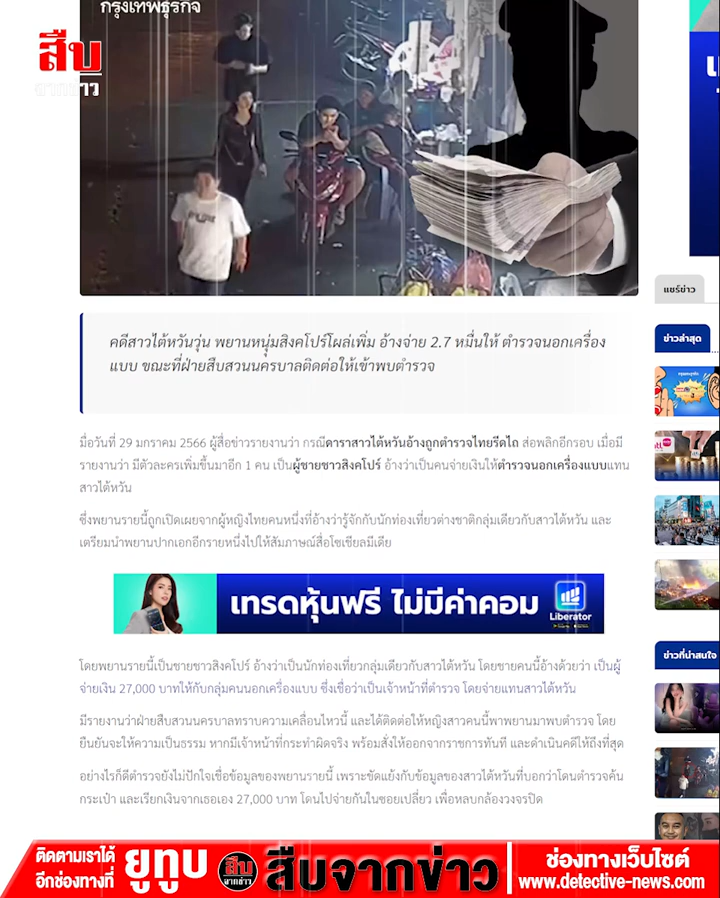 กรุงเทพธุรกิจ
สืบ
จากข่าว
แชร์ข่าว
ข่าวล่าสุด
คดีสาวไต้หวันวุ่น พยานหนุ่มสิงคโปร์โผล่เพิ่ม อ้างจ่าย 2.7 หมื่นให้ ตำรวจนอกเครื่อง
แบบ ขณะที่ฝ่ายสืบสวนนครบาลติดต่อให้เข้าพบตำรวจ
มื่อวันที่ 29 มกราคม 2566 ผู้สื่อข่าวรายงานว่า กรณีดาราสาวไต้หวันอ้างถูกตำรวจไทยรีดไถ ส่อพลิกอีกรอบ เมื่อมี
รายงานว่า มีตัวละครเพิ่มขึ้นมาอีก 1 คน เป็นผู้ชายชาวสิงคโปร์ อ้างว่าเป็นคนจ่ายเงินให้ตำรวจนอกเครื่องแบบแทน
สาวไต้หวัน
ซึ่งพยานรายนี้ถูกเปิดเผยจากผู้หญิงไทยคนหนึ่งที่อ้างว่ารู้จักกับนักท่องเที่ยวต่างชาติกลุ่มเดียวกับสาวไต้หวัน และ
เตรียมนำพยานปากเอกอีกรายหนึ่งไปให้สัมภาษณ์สื่อโซเชียลมีเดีย
เทรดหุ้นฟรี ไม่มีค่าคอม
Liberator
โดยพยานรายนี้เป็นชายชาวสิงคโปร์ อ้างว่าเป็นนักท่องเที่ยวกลุ่มเดียวกับสาวไต้หวัน โดยชายคนนี้อ้างด้วยว่า เป็นผู้
จ่ายเงิน 27,000 บาทให้กับกลุ่มคนนอกเครื่องแบบ ซึ่งเชื่อว่าเป็นเจ้าหน้าที่ตำรวจ โดยจ่ายแทนสาวไต้หวัน
ข่าวที่น่าสนใจ
มีรายงานว่าฝ่ายสืบสวนนครบาลทราบความเคลื่อนไหวนี้ และได้ติดต่อให้หญิงสาวคนนี้พาพยานมาพบตำรวจ โดย
ยืนยันจะให้ความเป็นธรรม หากมีเจ้าหน้าที่กระทำผิดจริง พร้อมสั่งให้ออกจากราชการทันที และดำเนินคดีให้ถึงที่สุด
อย่างไรก็ดีตำรวจยังไม่ปักใจเชื่อข้อมูลของพยานรายนี้ เพราะขัดแย้งกับข้อมูลของสาวไต้หวันที่บอกว่าโดนตำรวจค้น
กระเป๋า และเรียกเงินจากเธอเอง 27,000 บาท โดนไปจ่ายกันในซอยเปลี่ยว เพื่อหลบกล้องวงจรปิด
ติดตามเราได้
อีกช่องทางที่
ยูทูบ
สืบ
จากข่าว
สืบจากข่าว
ช่องทางเว็บไซต์
www.detective-news.com